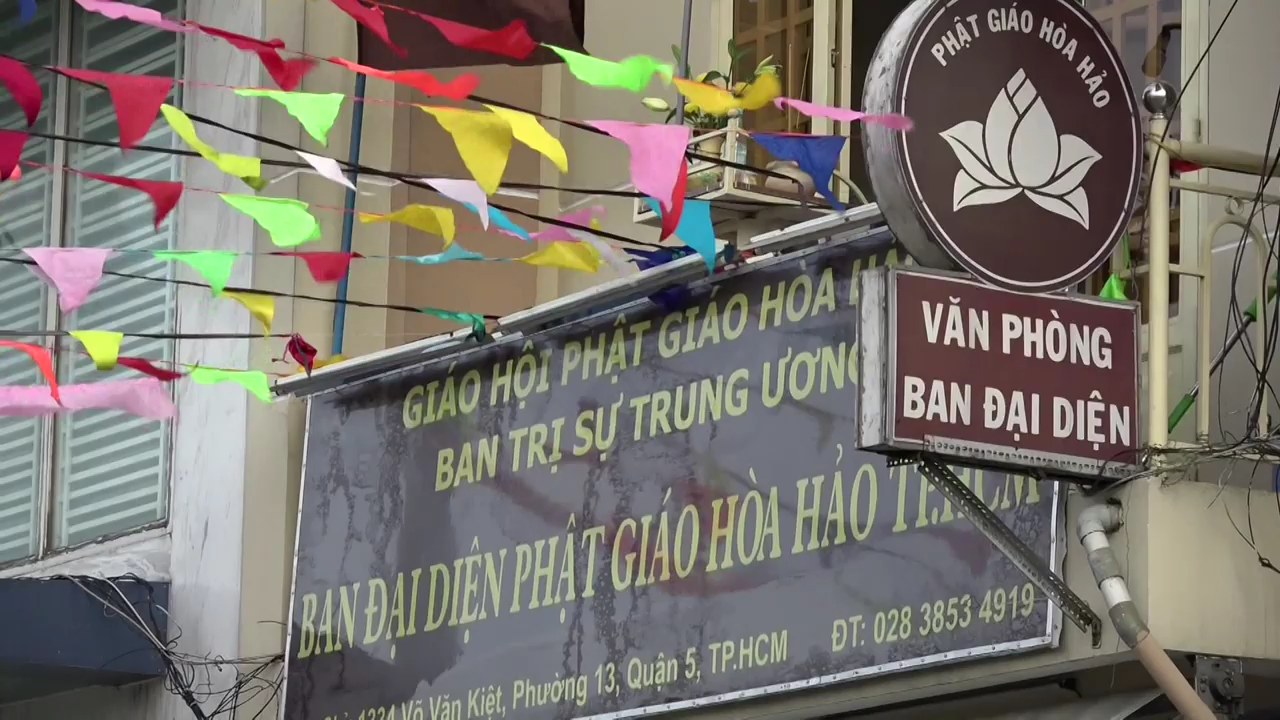 PHẬT GIÁO HÒA HẢO
VĂN PHÒNG
BAN ĐẠI DIỆN
GIÁO HỘI PHẬT GIÁO HÒA
BAN TRỊ SỰ TRUNG ƯƠNG
BAN ĐẠI DIỆN PHẬT GIÁO HÒA HẢO TP.HCM
1334 Võ Văn Kiệt, Phường 13, Quận 5, TP.HCM ĐT: 028 3853 4919